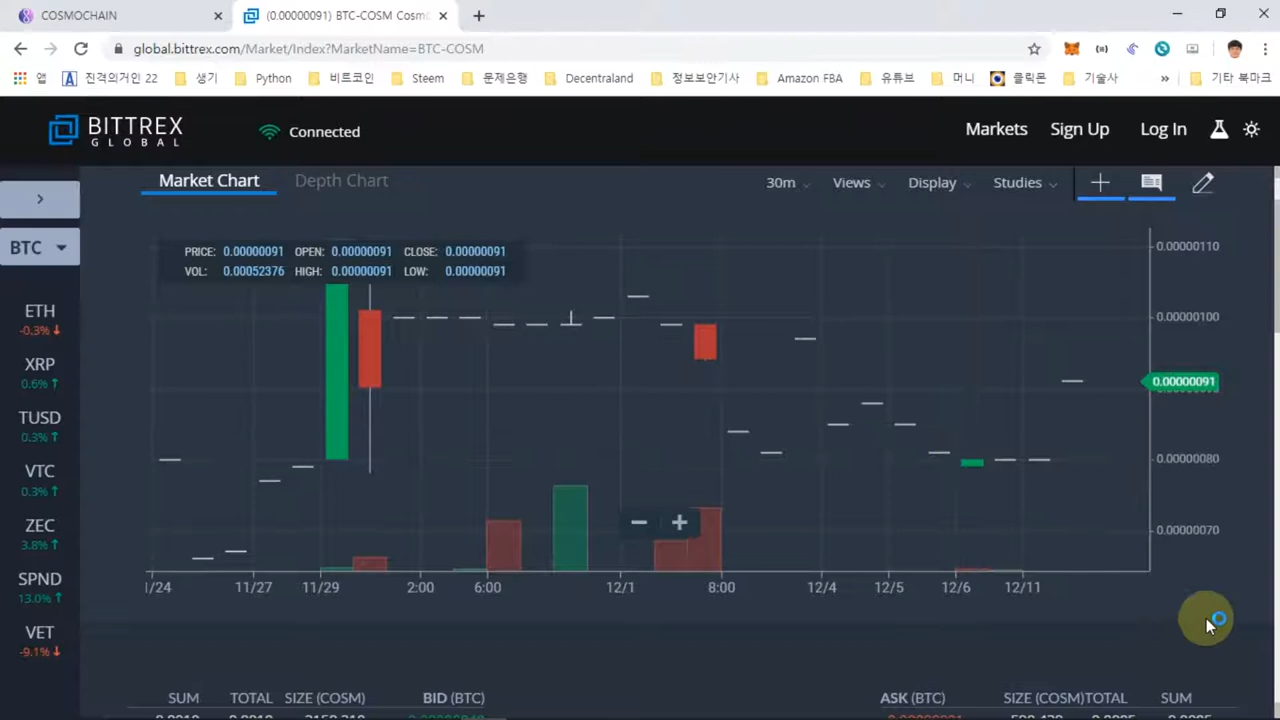 COSMOCHAIN
(0.00000091) BTC-COSM Cosmo
global.bittrex.com/Market/Index?MarketName=BTC-COSM
앱 진격의거인 22 생기 Python 비트코인 Steem 문제은행 Decentraland 정보보안기사 Amazon FBA 유튜브 머니 클릭몬 기술사 » 기타 북마크
BITTREX
GLOBAL
Connected
Markets Sign Up Log In
Market Chart Depth Chart
30m Views Display Studies
BTC
PRICE: 0.00000091 OPEN: 0.00000091 CLOSE: 0.00000091
VOL: 0.00052376 HIGH: 0.00000091 LOW: 0.00000091
0.00000110
0.00000100
0.00000091
0.00000080
0.00000070
ETH
-0.3%
XRP
0.6%
TUSD
0.3%
VTC
0.3%
ZEC
3.8%
SPND
13.0%
VET
-9.1%
/24 11/27 11/29 2:00 6:00 12/1 8:00 12/4 12/5 12/6 12/11
SUM TOTAL SIZE (COSM) BID (BTC) ASK (BTC) SIZE (COSM) TOTAL SUM